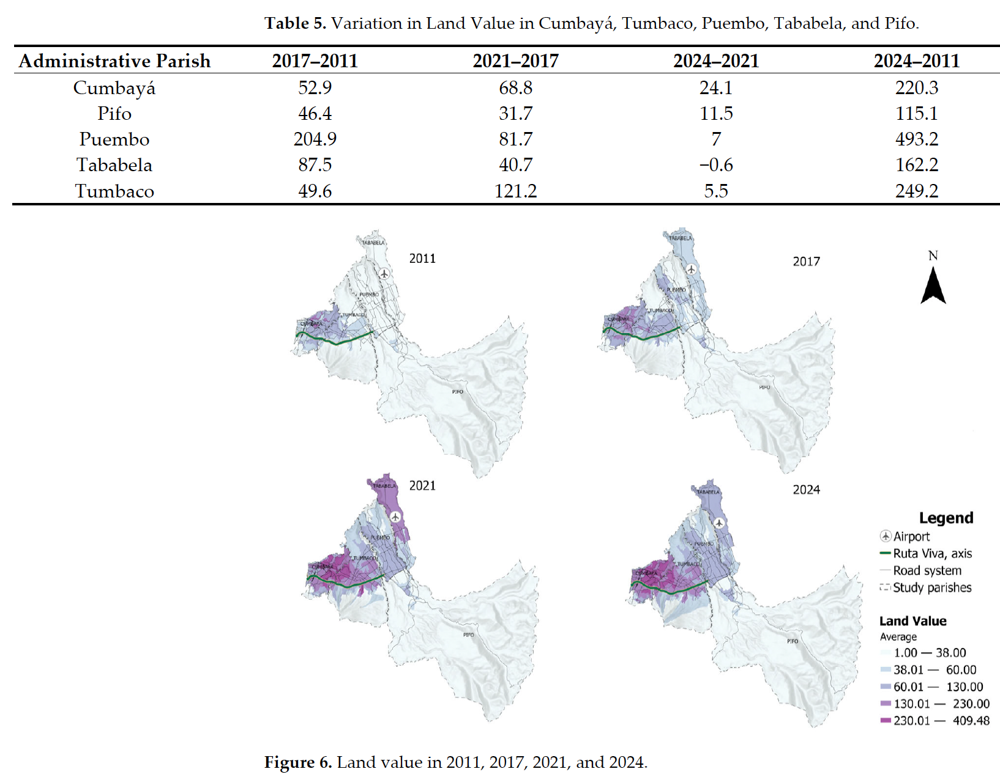 Table 5. Variation in Land Value in Cumbayá, Tumbaco, Puembo, Tababela, and Pifo.
Administrative Parish 2017–2011 2021–2017 2024–2021 2024–2011
Cumbayá 52.9 68.8 24.1 220.3
Pifo 46.4 31.7 11.5 115.1
Puembo 204.9 81.7 7 493.2
Tababela 87.5 40.7 −0.6 162.2
Tumbaco 49.6 121.2 5.5 249.2
2011
TABABELA
PUEMBO
TUMBACO
CUMBAYA
PIFO
2017
TABABELA
PUEMBO
TUMBACO
CUMBAYA
PIFO
N
2021
TABABELA
PUEMBO
TUMBACO
CUMBAYA
PIFO
2024
TABABELA
PUEMBO
TUMBACO
CUMBAYA
PIFO
Legend
Airport
Ruta Viva, axis
Road system
Study parishes
Land Value
Average
1.00 — 38.00
38.01 — 60.00
60.01 — 130.00
130.01 — 230.00
230.01 — 409.48
Figure 6. Land value in 2011, 2017, 2021, and 2024.